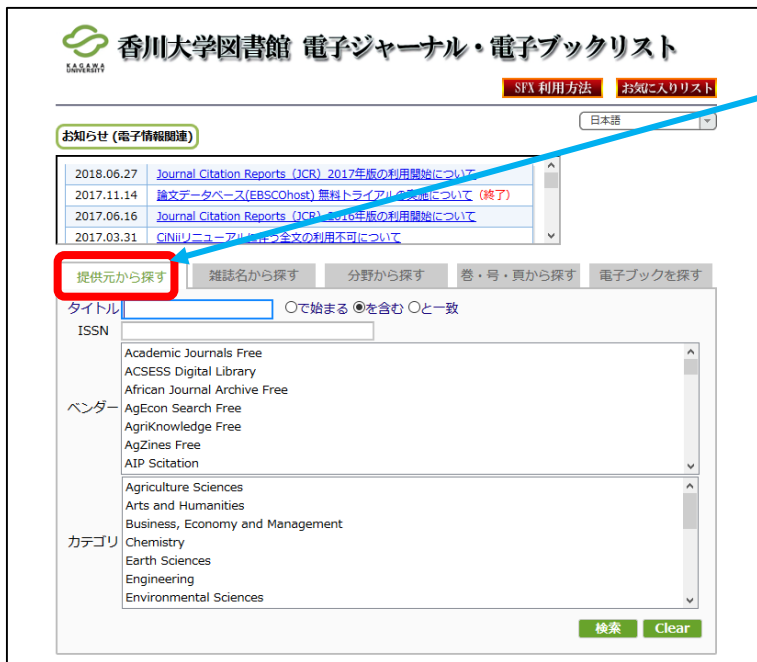 香川大学図書館 電子ジャーナル・電子ブックリスト
KAGAWA
UNIVERSITY
SFX 利用方法 お気に入りリスト
日本語
お知らせ (電子情報関連)
2018.06.27 Journal Citation Reports（JCR）2017年版の利用開始について
2017.11.14 論文データベース(EBSCOhost) 無料トライアルの実施について (終了)
2017.06.16 Journal Citation Reports（JCR）2016年版の利用開始について
2017.03.31 CiNiiリニューアルに伴う全文の利用不可について
提供元から探す 雑誌名から探す 分野から探す 巻・号・頁から探す 電子ブックを探す
タイトル で始まる を含む と一致
ISSN
ベンダー
Academic Journals Free
ACSESS Digital Library
African Journal Archive Free
AgEcon Search Free
AgriKnowledge Free
AgZines Free
AIP Scitation
カテゴリ
Agriculture Sciences
Arts and Humanities
Business, Economy and Management
Chemistry
Earth Sciences
Engineering
Environmental Sciences
検索 Clear